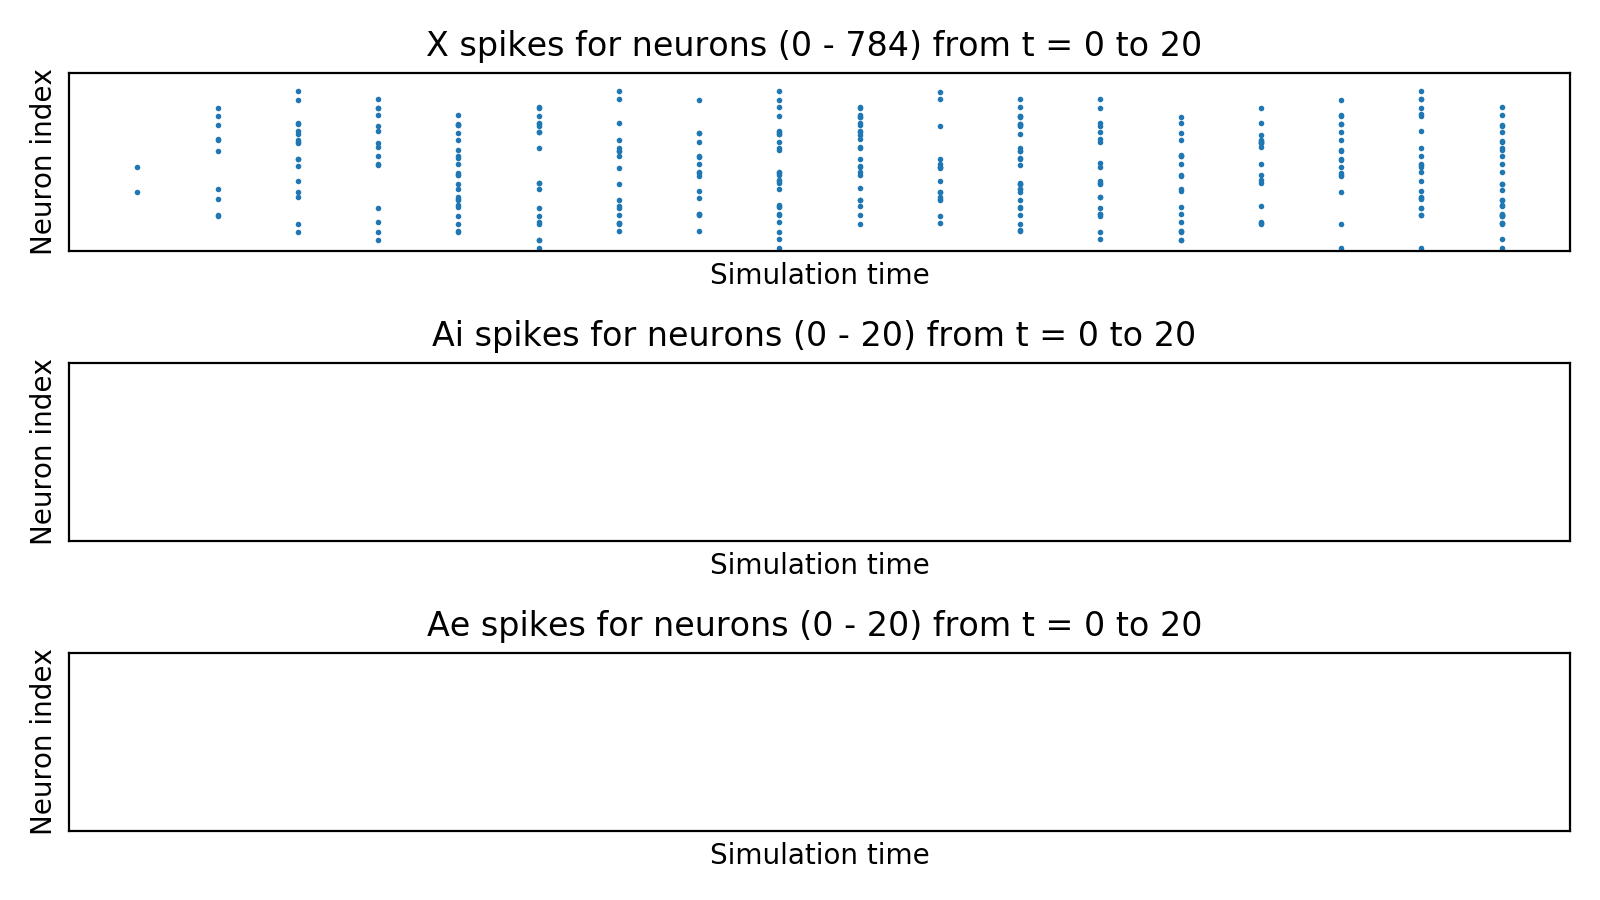 X spikes for neurons (0 - 784) from t = 0 to 20
Neuron index
Simulation time
Ai spikes for neurons (0 - 20) from t = 0 to 20
Neuron index
Simulation time
Ae spikes for neurons (0 - 20) from t = 0 to 20
Neuron index
Simulation time